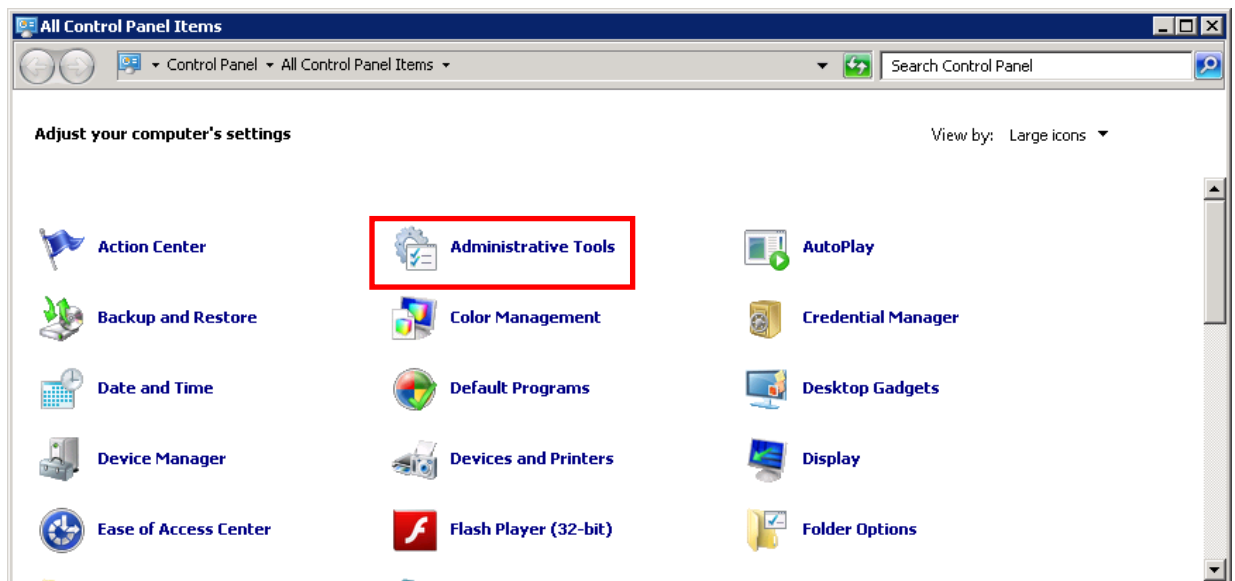 All Control Panel Items
Control Panel All Control Panel Items Search Control Panel
Adjust your computer's settings View by: Large icons
Action Center Administrative Tools AutoPlay
Backup and Restore Color Management Credential Manager
Date and Time Default Programs Desktop Gadgets
Device Manager Devices and Printers Display
Ease of Access Center Flash Player (32-bit) Folder Options